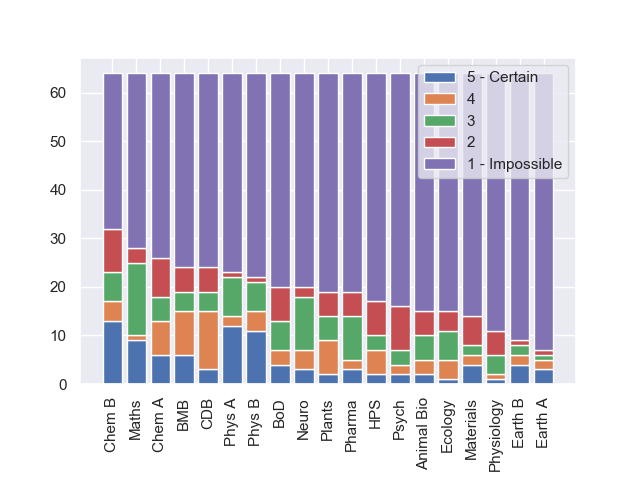 5 - Certain
4
3
2
1 - Impossible
60
50
40
30
20
10
0
Chem B
Maths
Chem A
BMB
CDB
Phys A
Phys B
BoD
Neuro
Plants
Pharma
HPS
Psych
Animal Bio
Ecology
Materials
Physiology
Earth B
Earth A